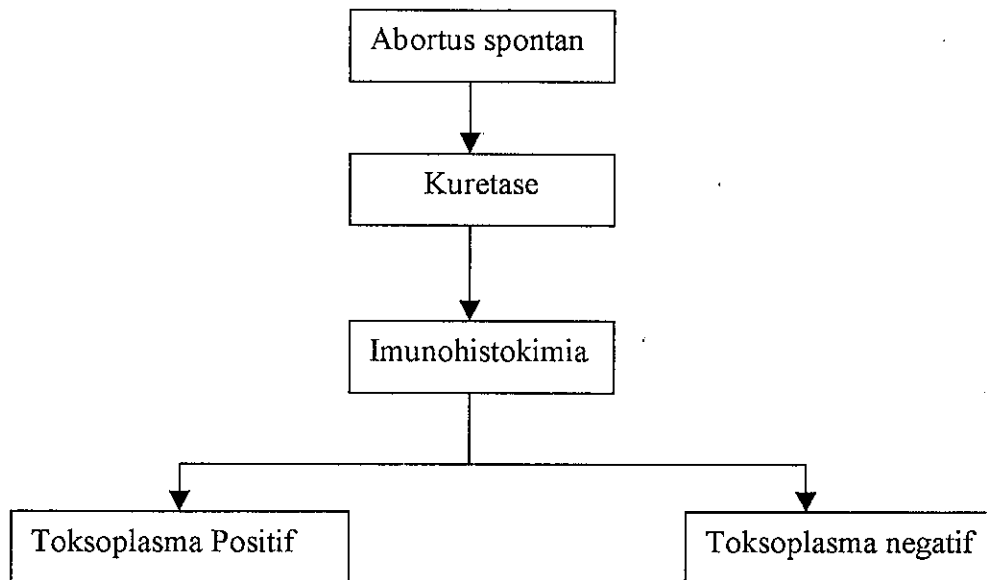 Abortus spontan
Kuretase
Imunohistokimia
Toksoplasma Positif
Toksoplasma negatif